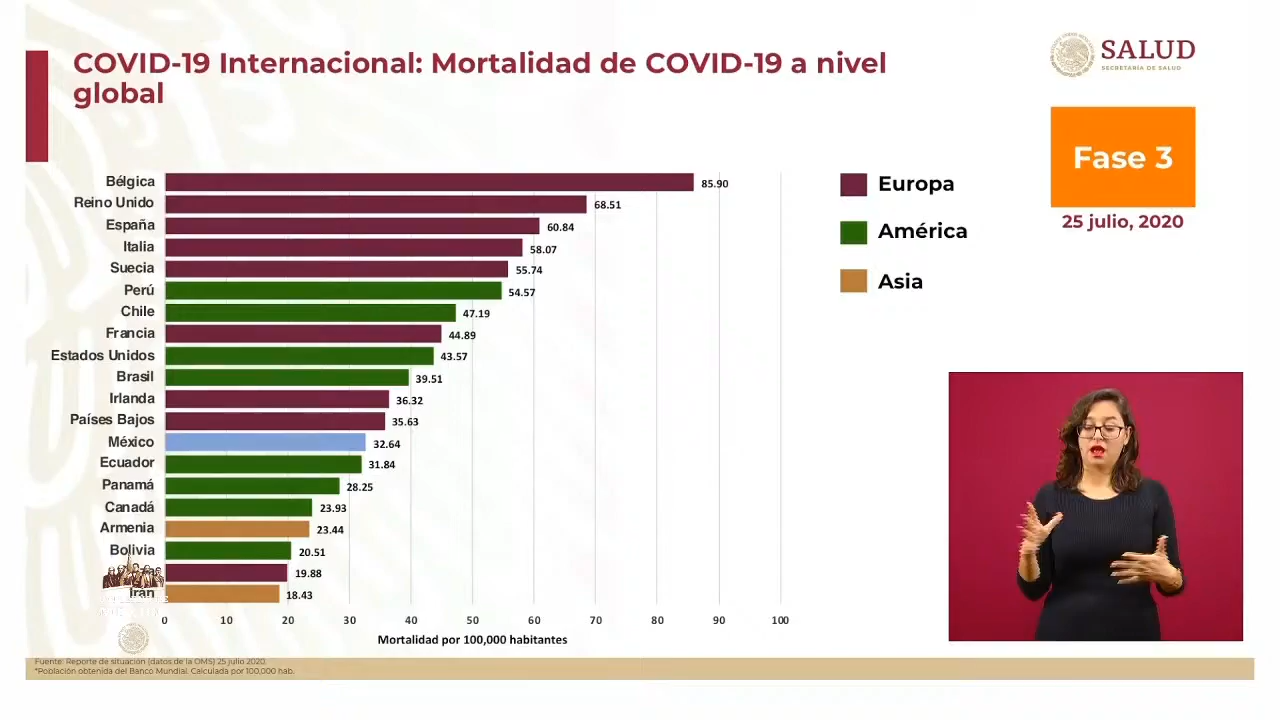 COVID-19 Internacional: Mortalidad de COVID-19 a nivel
global
SALUD
SECRETARÍA DE SALUD
Fase 3
25 julio, 2020
Europa
América
Asia
Bélgica 85.90
Reino Unido 68.51
España 60.84
Italia 58.07
Suecia 55.74
Perú 54.57
Chile 47.19
Francia 44.89
Estados Unidos 43.57
Brasil 39.51
Irlanda 36.32
Países Bajos 35.63
México 32.64
Ecuador 31.84
Panamá 28.25
Canadá 23.93
Armenia 23.44
Bolivia 20.51
19.88
Irán 18.43
0 10 20 30 40 50 60 70 80 90 100
Mortalidad por 100,000 habitantes
Fuente: Reporte de situación (datos de la OMS) 25 julio 2020.
*Población obtenida del Banco Mundial. Calculada por 100,000 hab.